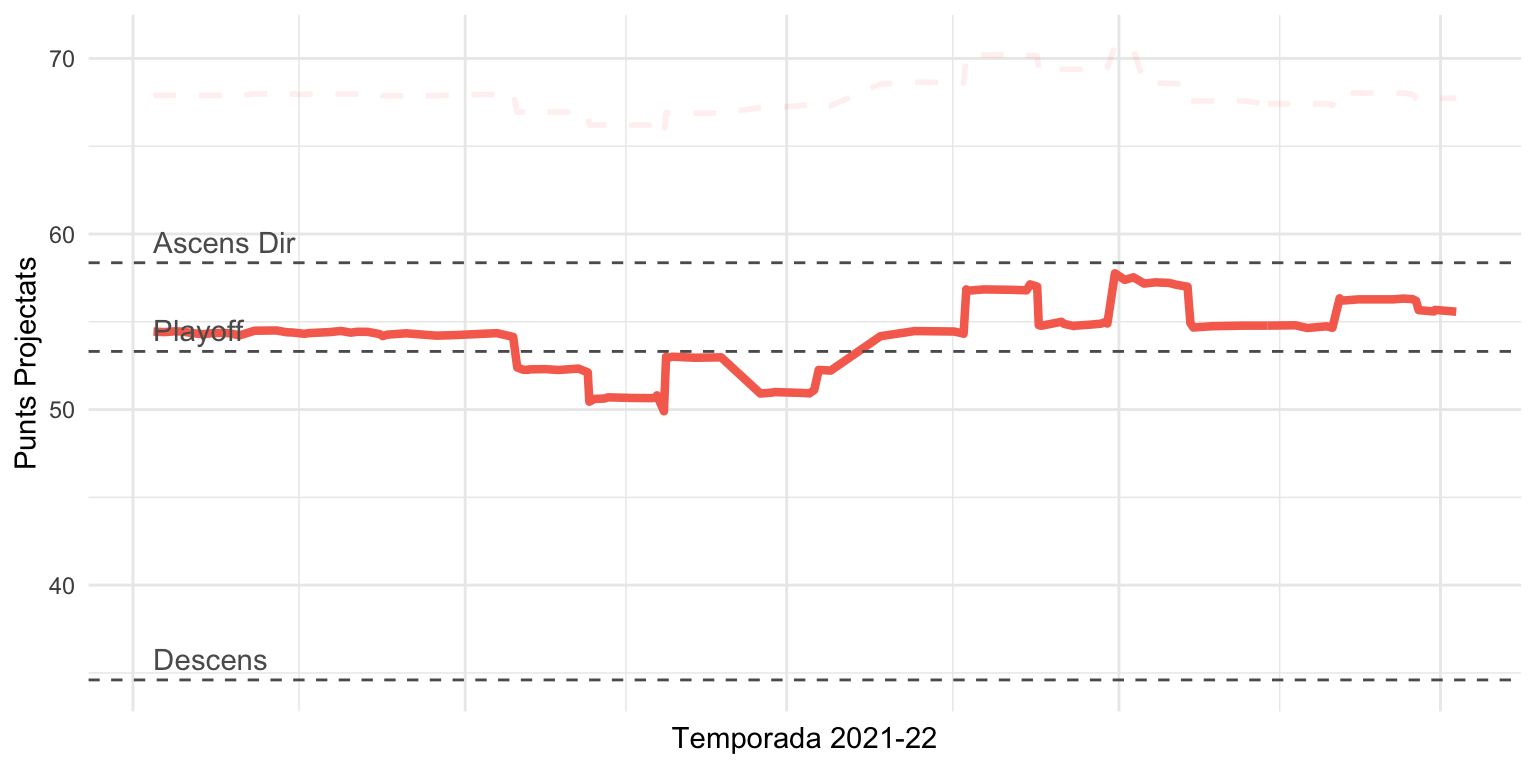 70
60
50
40
Punts Projectats
Ascens Dir
Playoff
Descens
Temporada 2021-22